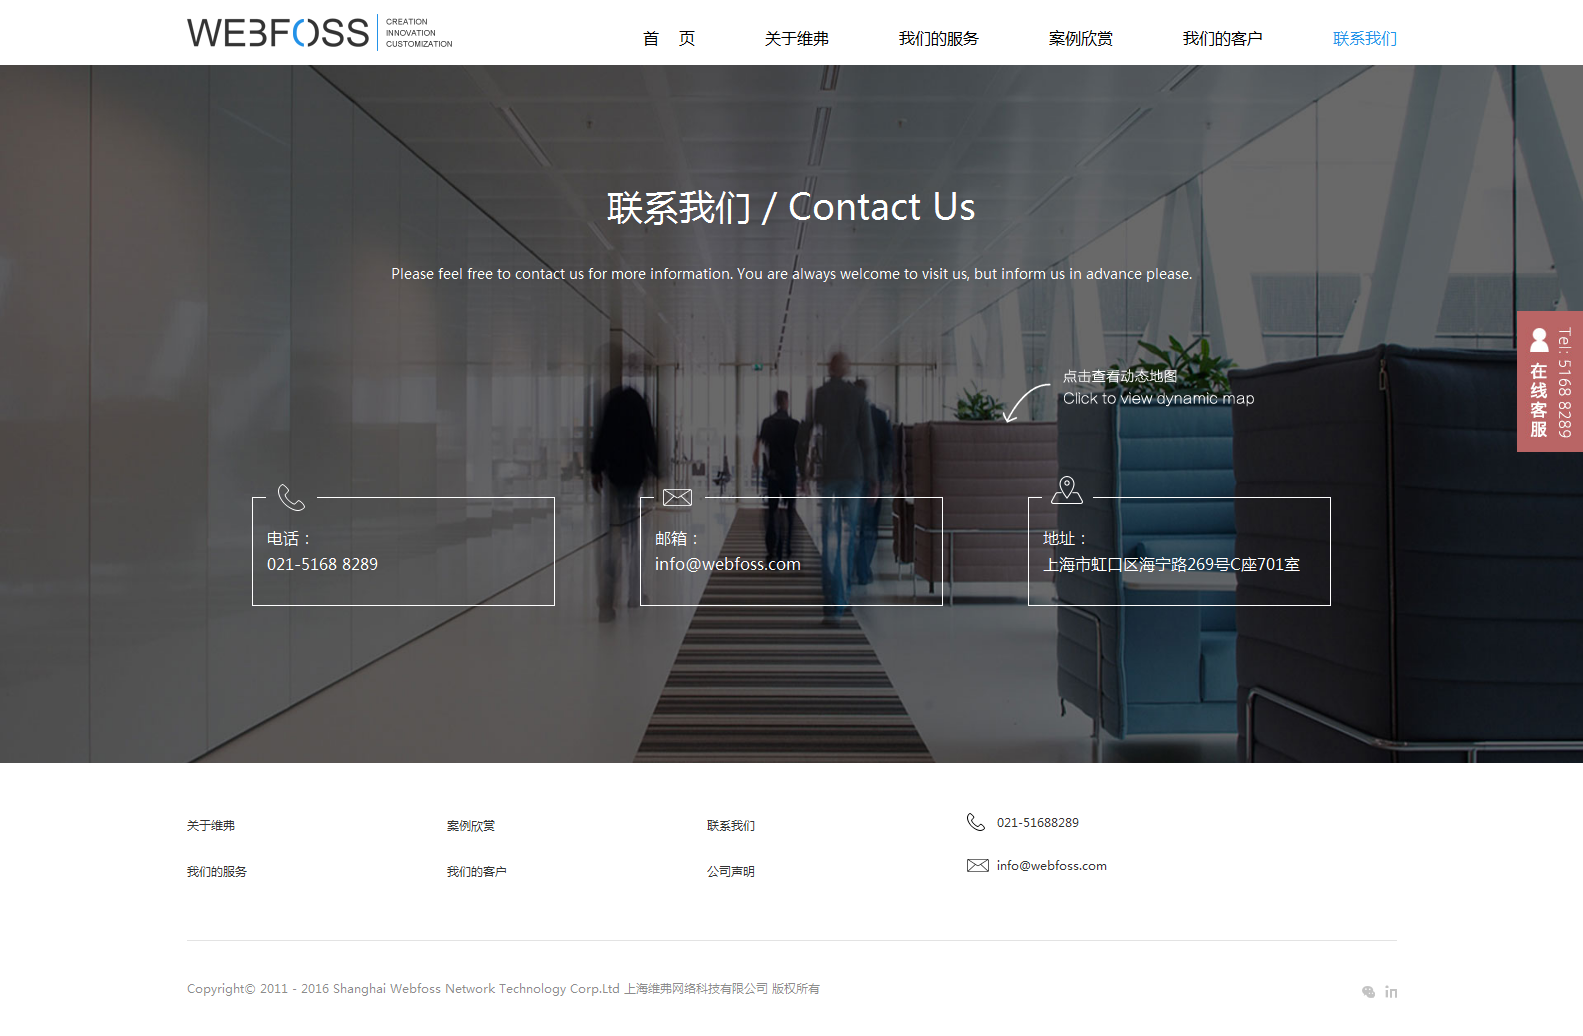 WEBFOSS
CREATION
INNOVATION
CUSTOMIZATION
首 页
关于维弗
我们的服务
案例欣赏
我们的客户
联系我们
联系我们 / Contact Us
Please feel free to contact us for more information. You are always welcome to visit us, but inform us in advance please.
点击查看动态地图
Click to view dynamic map
Tel: 5168 8289
在线客服
电话：
021-5168 8289
邮箱：
info@webfoss.com
地址：
上海市虹口区海宁路269号C座701室
关于维弗
案例欣赏
联系我们
021-51688289
我们的服务
我们的客户
公司声明
info@webfoss.com
Copyright© 2011 - 2016 Shanghai Webfoss Network Technology Corp.Ltd 上海维弗网络科技有限公司 版权所有
in